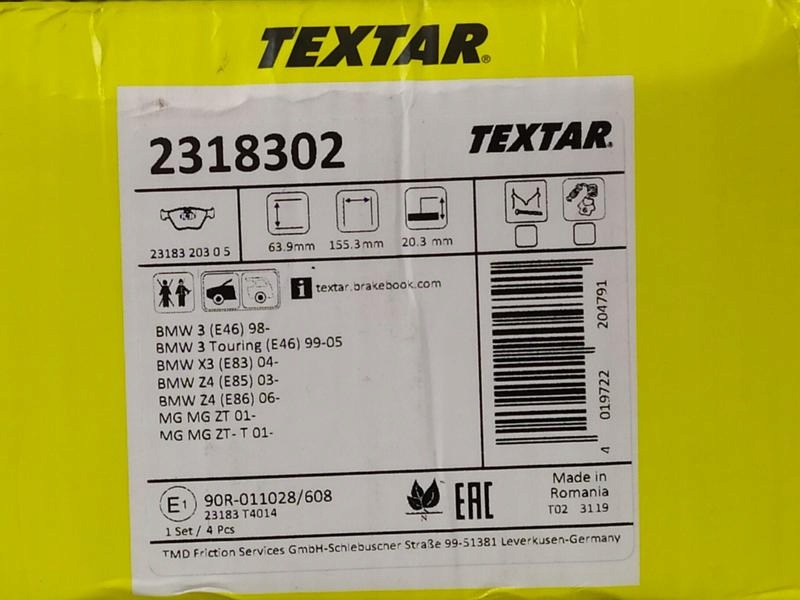 TEXTAR®
2318302
TEXTAR®
23183 203 0 5
63.9mm 155.3mm 20.3 mm
i textar.brakebook.com
BMW 3 (E46) 98-
BMW 3 Touring (E46) 99-05
BMW X3 (E83) 04-
BMW Z4 (E85) 03-
BMW Z4 (E86) 06-
MG MG ZT 01-
MG MG ZT- T 01-
4 019722 204791
E1 90R-011028/608
23183 T4014
1 Set / 4 Pcs
N
EAC
Made in
Romania
T02 3119
TMD Friction Services GmbH-Schlebuscher Straße 99-51381 Leverkusen-Germany